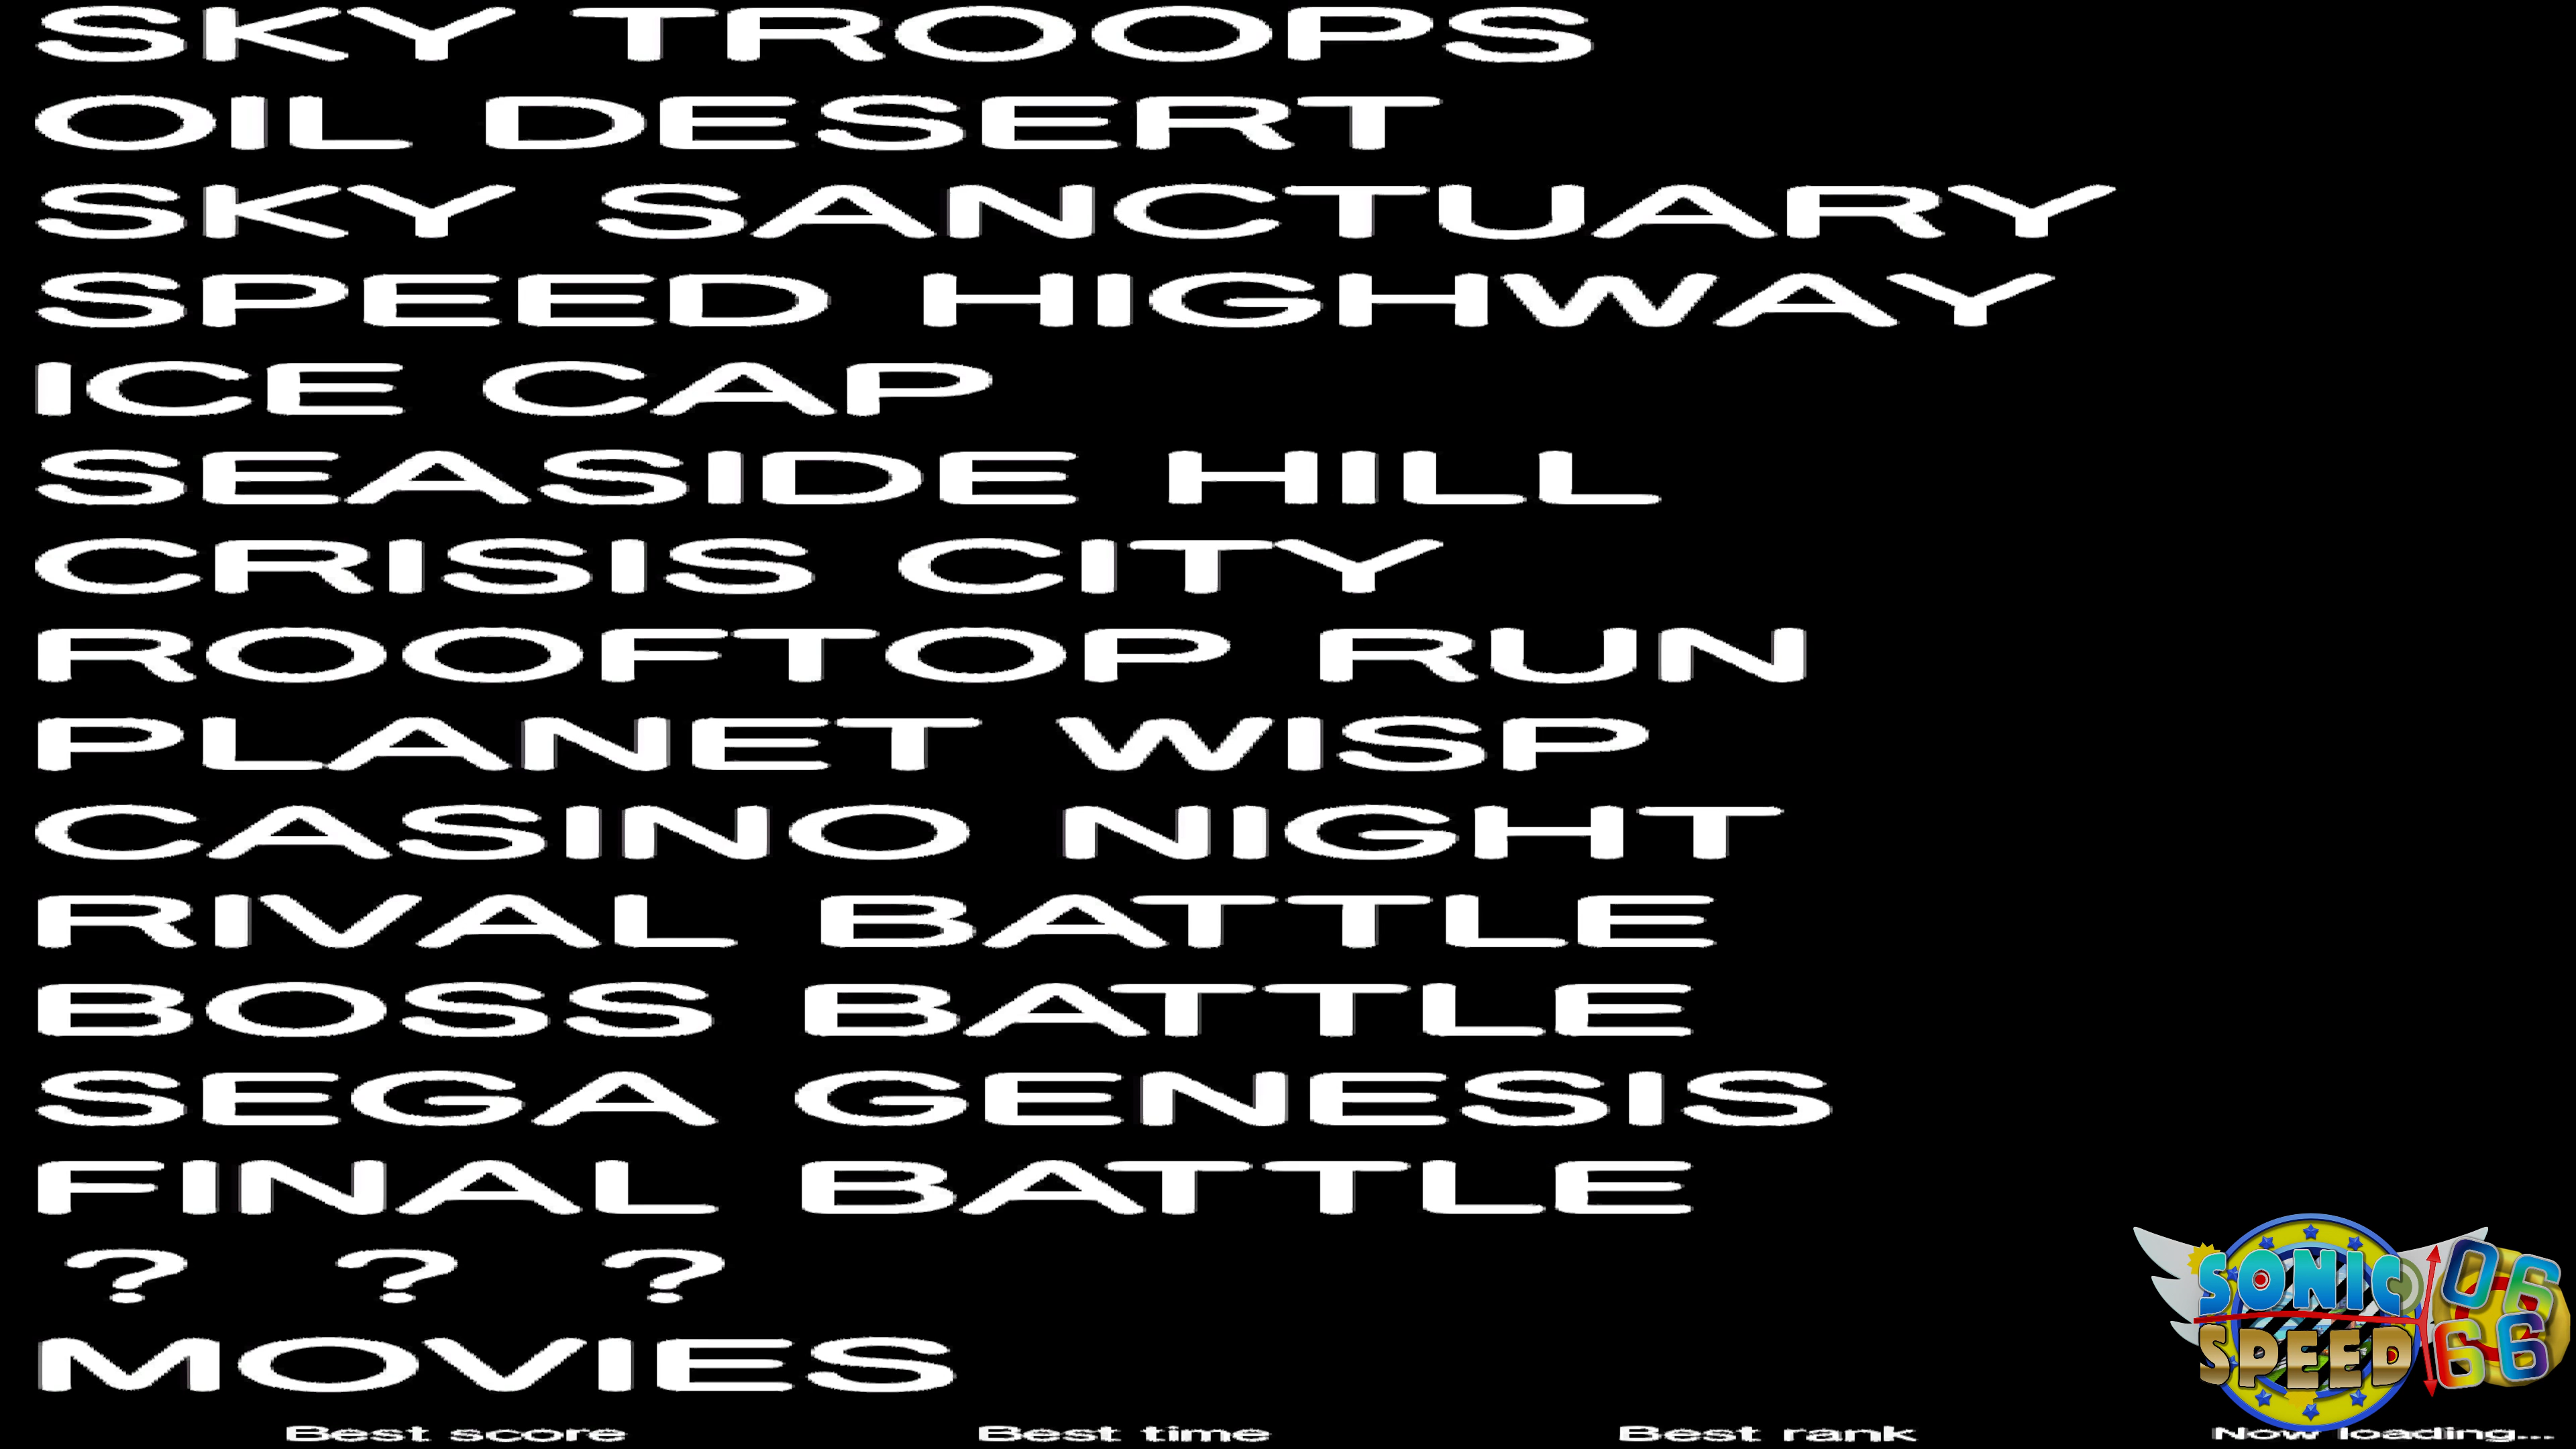 SKY TROOPS
OIL DESERT
SKY SANCTUARY
SPEED HIGHWAY
ICE CAP
SEASIDE HILL
CRISIS CITY
ROOFTOP RUN
PLANET WISP
CASINO NIGHT
RIVAL BATTLE
BOSS BATTLE
SEGA GENESIS
FINAL BATTLE
? ? ?
MOVIES
SONIC 06
SPEED 66
Best score Best time Best rank Now loading...